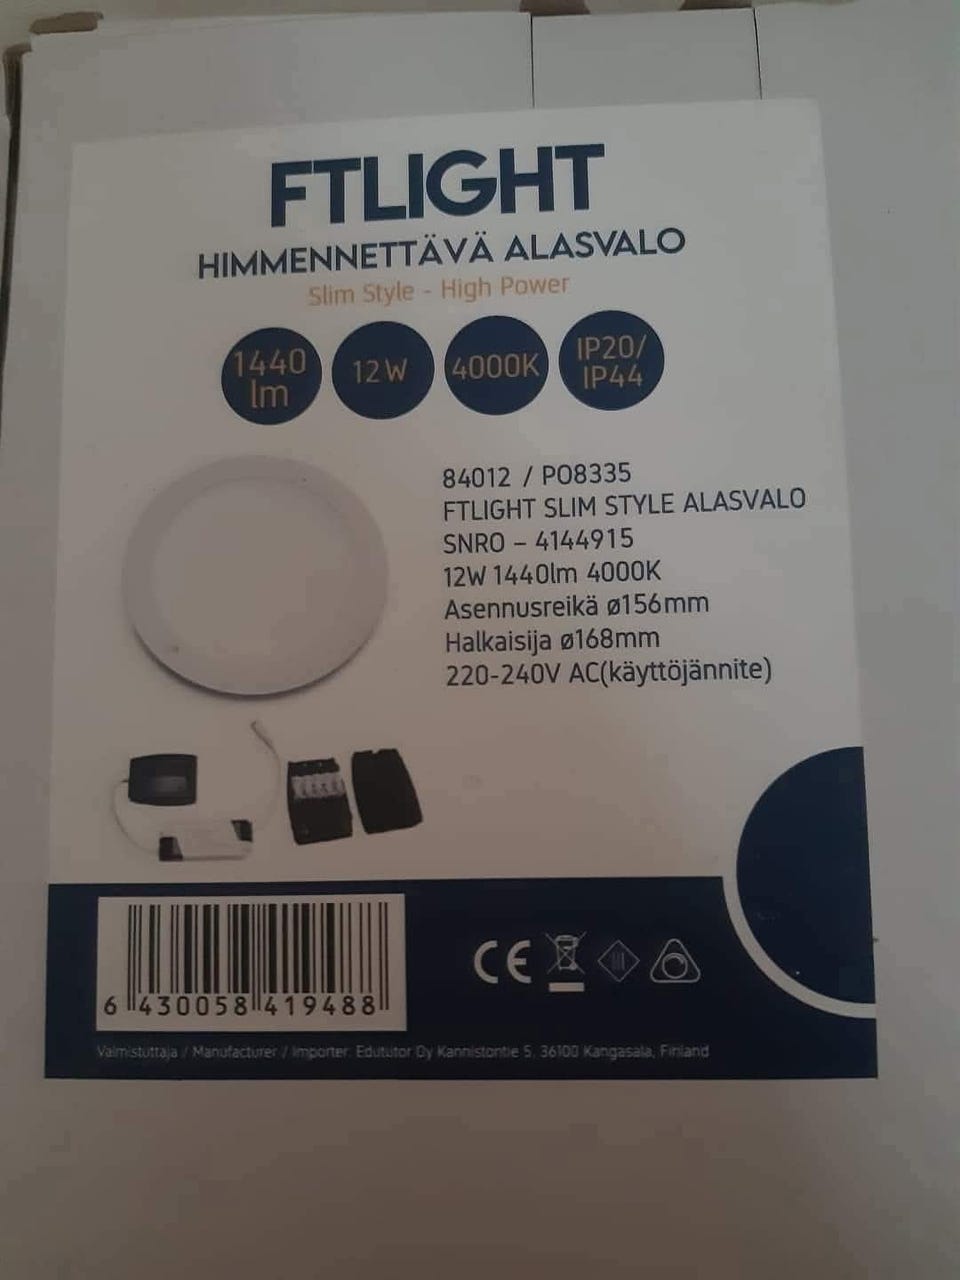 FTLIGHT
HIMMENNETTÄVÄ ALASVALO
Slim Style - High Power
1440 lm
12W
4000K
IP20/
IP44
84012 / P08335
FTLIGHT SLIM STYLE ALASVALO
SNRO – 4144915
12W 1440lm 4000K
Asennusreikä ø156mm
Halkaisija ø168mm
220-240V AC(käyttöjännite)
CE
6 430058 419488
Valmistuttaja / Manufacturer / Importer: Edututor Oy Kannistontie 5, 36100 Kangasala, Finland